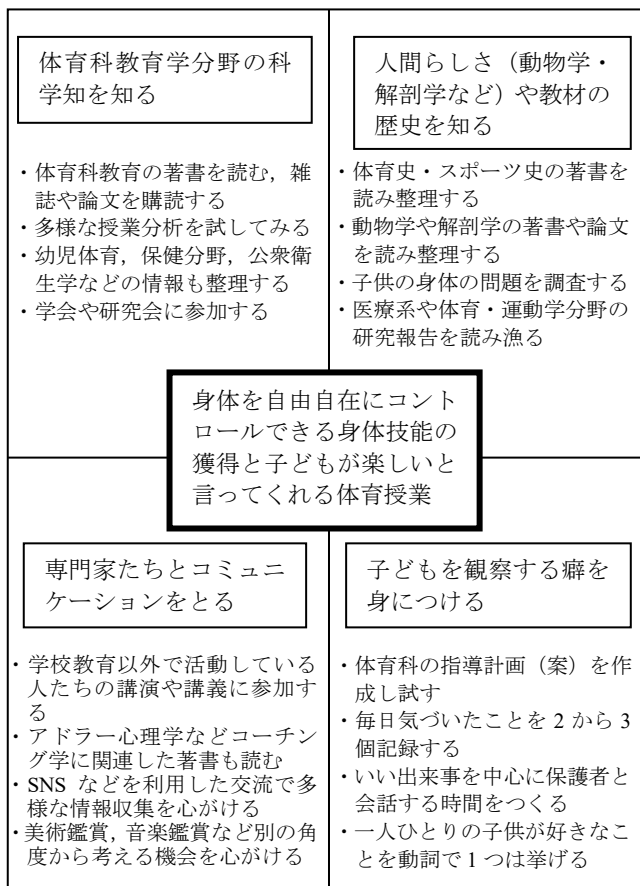 体育科教育学分野の科
学知を知る
・体育科教育の著書を読む，雑
誌や論文を購読する
・多様な授業分析を試してみる
・幼児体育，保健分野，公衆衛
生学などの情報も整理する
・学会や研究会に参加する
人間らしさ（動物学・
解剖学など）や教材の
歴史を知る
・体育史・スポーツ史の著書を
読み整理する
・動物学や解剖学の著書や論文
を読み整理する
・子供の身体の問題を調査する
・医療系や体育・運動学分野の
研究報告を読み漁る
身体を自由自在にコント
ロールできる身体技能の
獲得と子どもが楽しいと
言ってくれる体育授業
専門家たちとコミュニ
ケーションをとる
・学校教育以外で活動している
人たちの講演や講義に参加す
る
・アドラー心理学などコーチン
グ学に関連した著書も読む
・SNS などを利用した交流で多
様な情報収集を心がける
・美術鑑賞，音楽鑑賞など別の角
度から考える機会を心がける
子どもを観察する癖を
身につける
・体育科の指導計画（案）を作
成し試す
・毎日気づいたことを 2 から 3
個記録する
・いい出来事を中心に保護者と
会話する時間をつくる
・一人ひとりの子供が好きなこ
とを動詞で 1 つは挙げる